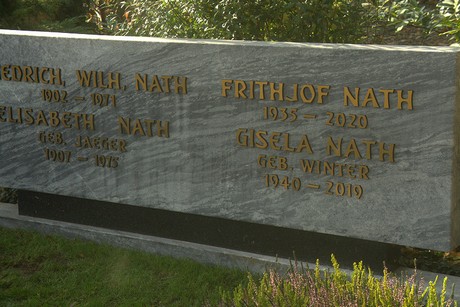 EDRICH, WILH. NATH
1902 – 1971
ELISABETH NATH
GEB. JAEGER
1907 – 1975
FRITHJOF NATH
1935 – 2020
GISELA NATH
GEB. WINTER
1940 – 2019